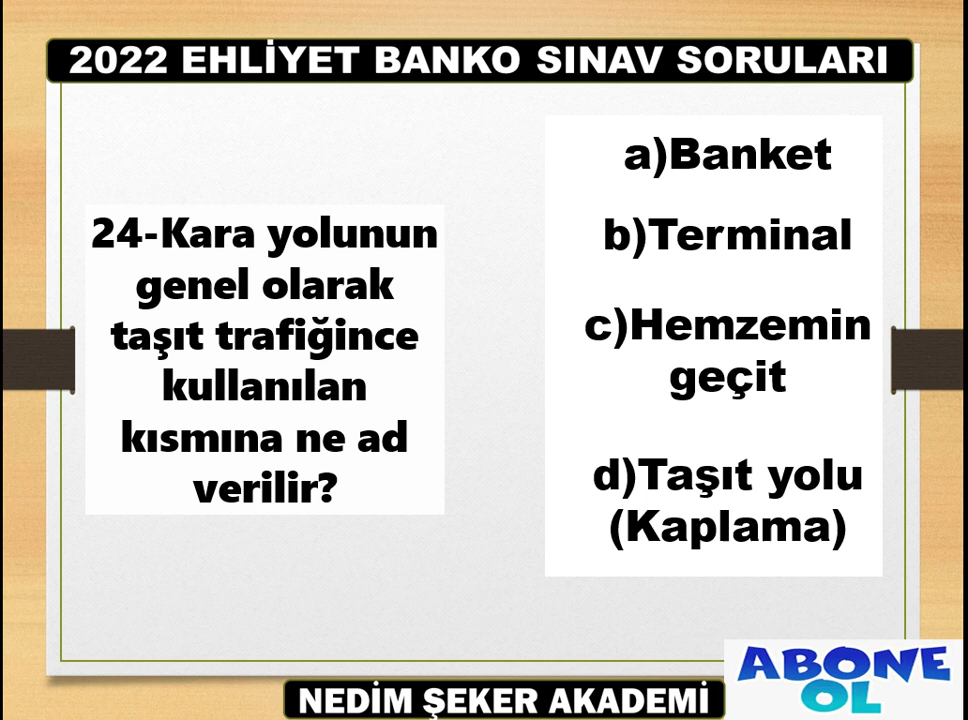 2022 EHLİYET BANKO SINAV SORULARI
24-Kara yolunun
genel olarak
taşıt trafiğince
kullanılan
kısmına ne ad
verilir?
a)Banket
b)Terminal
c)Hemzemin
geçit
d)Taşıt yolu
(Kaplama)
NEDİM ŞEKER AKADEMİ
ABONE
OL